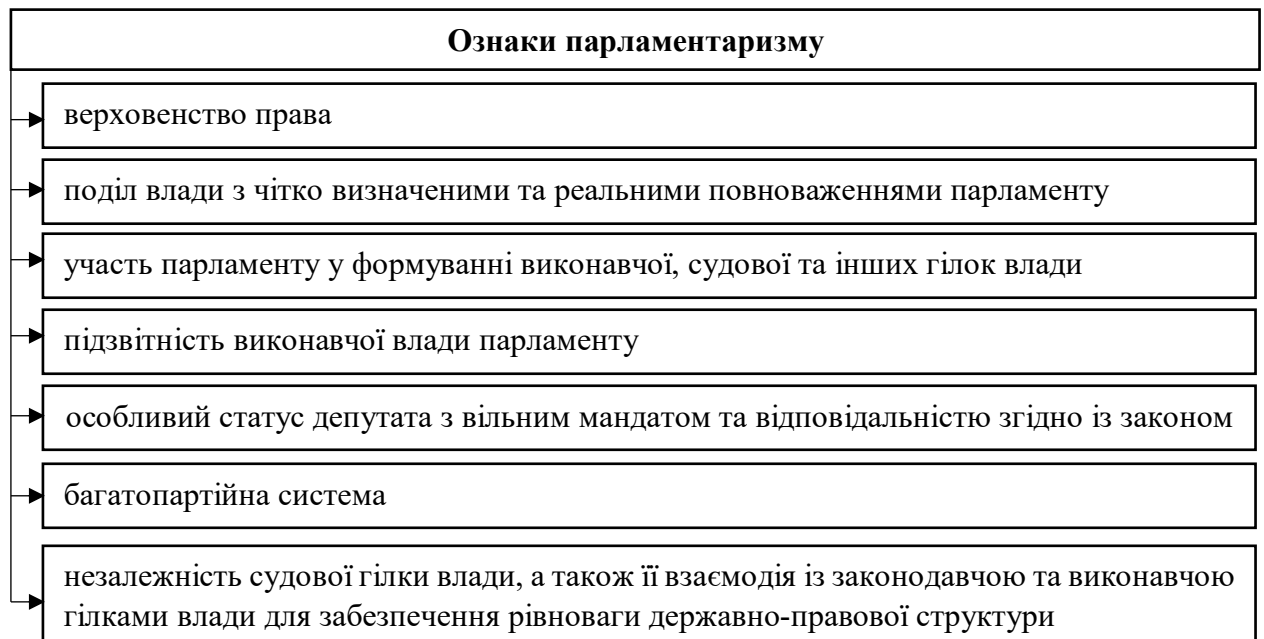 Ознаки парламентаризму
верховенство права
поділ влади з чітко визначеними та реальними повноваженнями парламенту
участь парламенту у формуванні виконавчої, судової та інших гілок влади
підзвітність виконавчої влади парламенту
особливий статус депутата з вільним мандатом та відповідальністю згідно із законом
багатопартійна система
незалежність судової гілки влади, а також її взаємодія із законодавчою та виконавчою
гілками влади для забезпечення рівноваги державно-правової структури